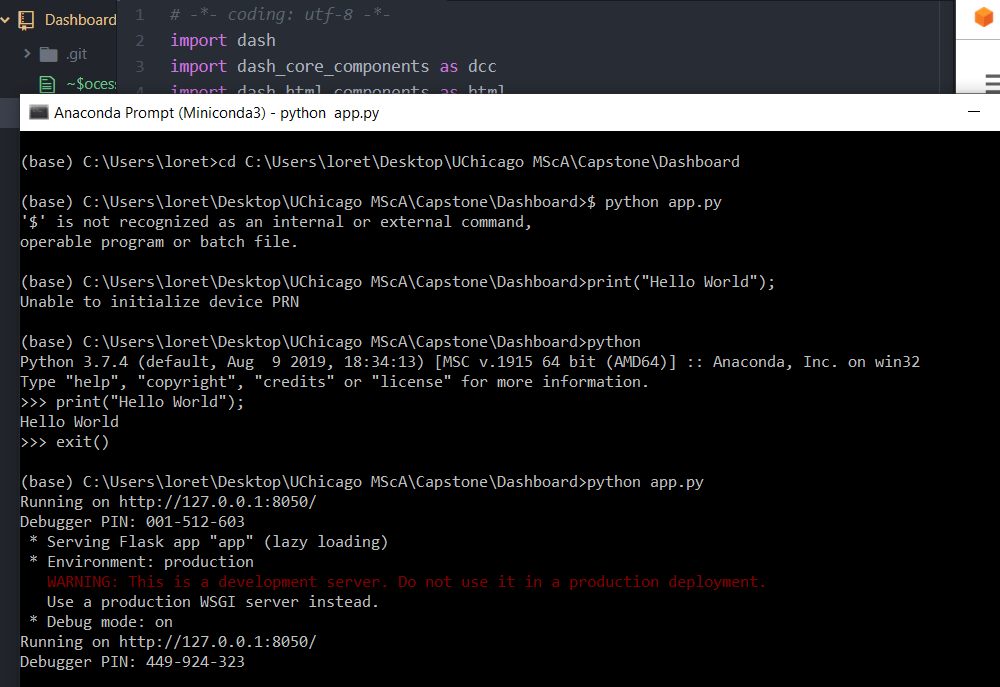 Dashboard
.git
~$ocess
1 # -*- coding: utf-8 -*-
2 import dash
3 import dash_core_components as dcc
4 import dash_html_components as html
Anaconda Prompt (Miniconda3) - python  app.py
(base) C:\Users\loret>cd C:\Users\loret\Desktop\UChicago MScA\Capstone\Dashboard
(base) C:\Users\loret\Desktop\UChicago MScA\Capstone\Dashboard>$ python app.py
'$' is not recognized as an internal or external command,
operable program or batch file.
(base) C:\Users\loret\Desktop\UChicago MScA\Capstone\Dashboard>print("Hello World");
Unable to initialize device PRN
(base) C:\Users\loret\Desktop\UChicago MScA\Capstone\Dashboard>python
Python 3.7.4 (default, Aug  9 2019, 18:34:13) [MSC v.1915 64 bit (AMD64)] :: Anaconda, Inc. on win32
Type "help", "copyright", "credits" or "license" for more information.
>>> print("Hello World");
Hello World
>>> exit()
(base) C:\Users\loret\Desktop\UChicago MScA\Capstone\Dashboard>python app.py
Running on http://127.0.0.1:8050/
Debugger PIN: 001-512-603
 * Serving Flask app "app" (lazy loading)
 * Environment: production
   WARNING: This is a development server. Do not use it in a production deployment.
   Use a production WSGI server instead.
 * Debug mode: on
Running on http://127.0.0.1:8050/
Debugger PIN: 449-924-323